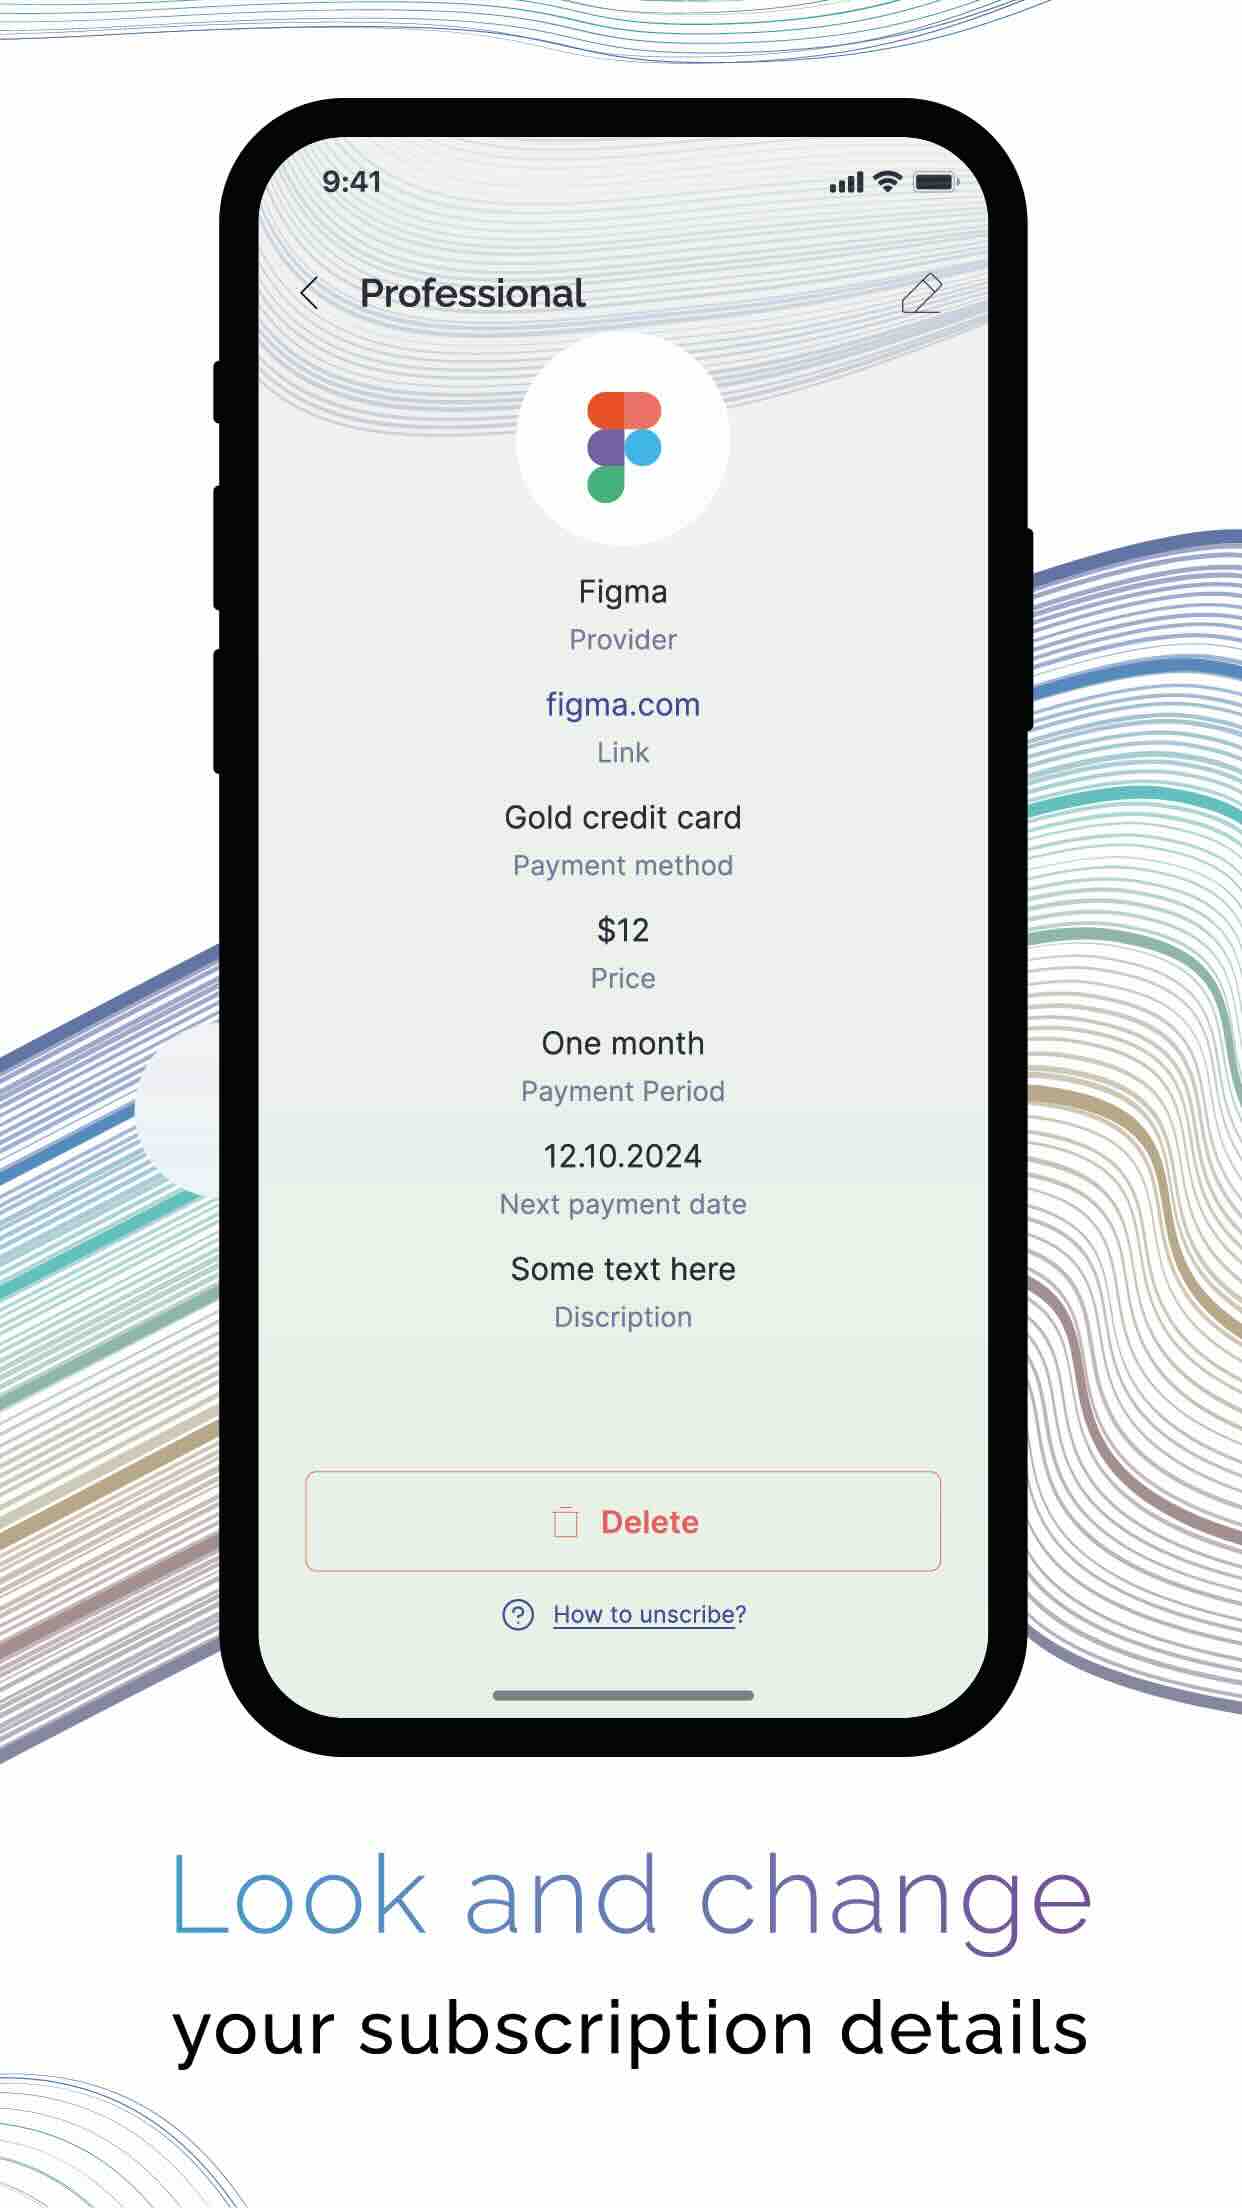 9:41
Professional
Figma
Provider
figma.com
Link
Gold credit card
Payment method
$12
Price
One month
Payment Period
12.10.2024
Next payment date
Some text here
Discription
Delete
How to unscribe?
Look and change
your subscription details